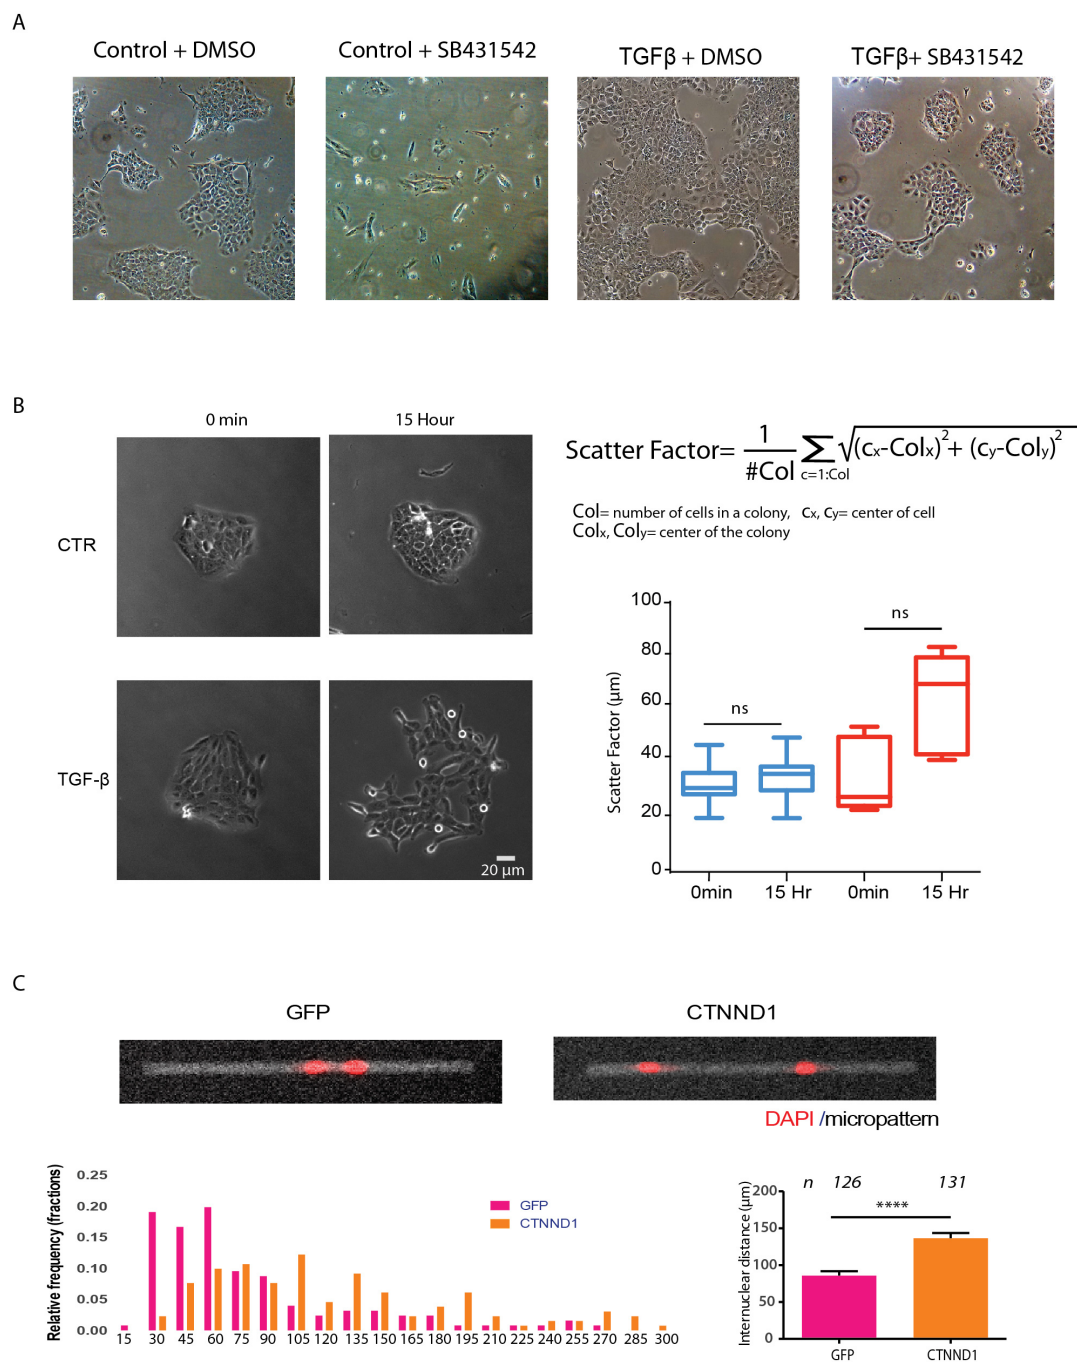 A
Control + DMSO
Control + SB431542
TGFβ + DMSO
TGFβ+ SB431542
B
0 min
15 Hour
CTR
TGF-β
20 µm
Scatter Factor= 1/#Col ∑ c=1:Col √(cx-Colx)²+ (cy-Coly)²
Col= number of cells in a colony, cx, cy= center of cell
Colx, Coly= center of the colony
Scatter Factor (µm)
100
80
60
40
20
0
ns
ns
0min 15 Hr 0min 15 Hr
C
GFP
CTNND1
DAPI /micropattern
Relative frequency (fractions)
0.25
0.20
0.15
0.10
0.05
0.00
GFP
CTNND1
15 30 45 60 75 90 105 120 135 150 165 180 195 210 225 240 255 270 285 300
Internuclear distance (µm)
n 126 131
200
150
100
50
0
****
GFP CTNND1